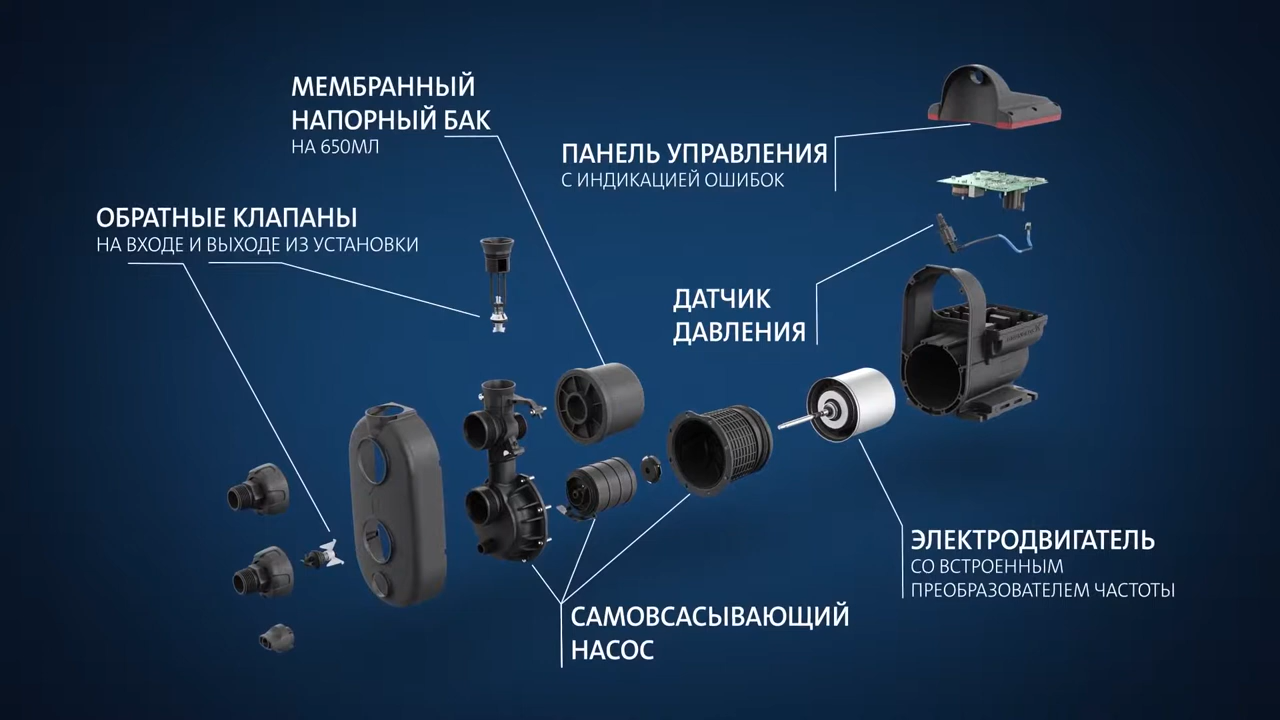 МЕМБРАННЫЙ
НАПОРНЫЙ БАК
НА 650МЛ
ПАНЕЛЬ УПРАВЛЕНИЯ
С ИНДИКАЦИЕЙ ОШИБОК
ОБРАТНЫЕ КЛАПАНЫ
НА ВХОДЕ И ВЫХОДЕ ИЗ УСТАНОВКИ
ДАТЧИК
ДАВЛЕНИЯ
ЭЛЕКТРОДВИГАТЕЛЬ
СО ВСТРОЕННЫМ
ПРЕОБРАЗОВАТЕЛЕМ ЧАСТОТЫ
САМОВСАСЫВАЮЩИЙ
НАСОС